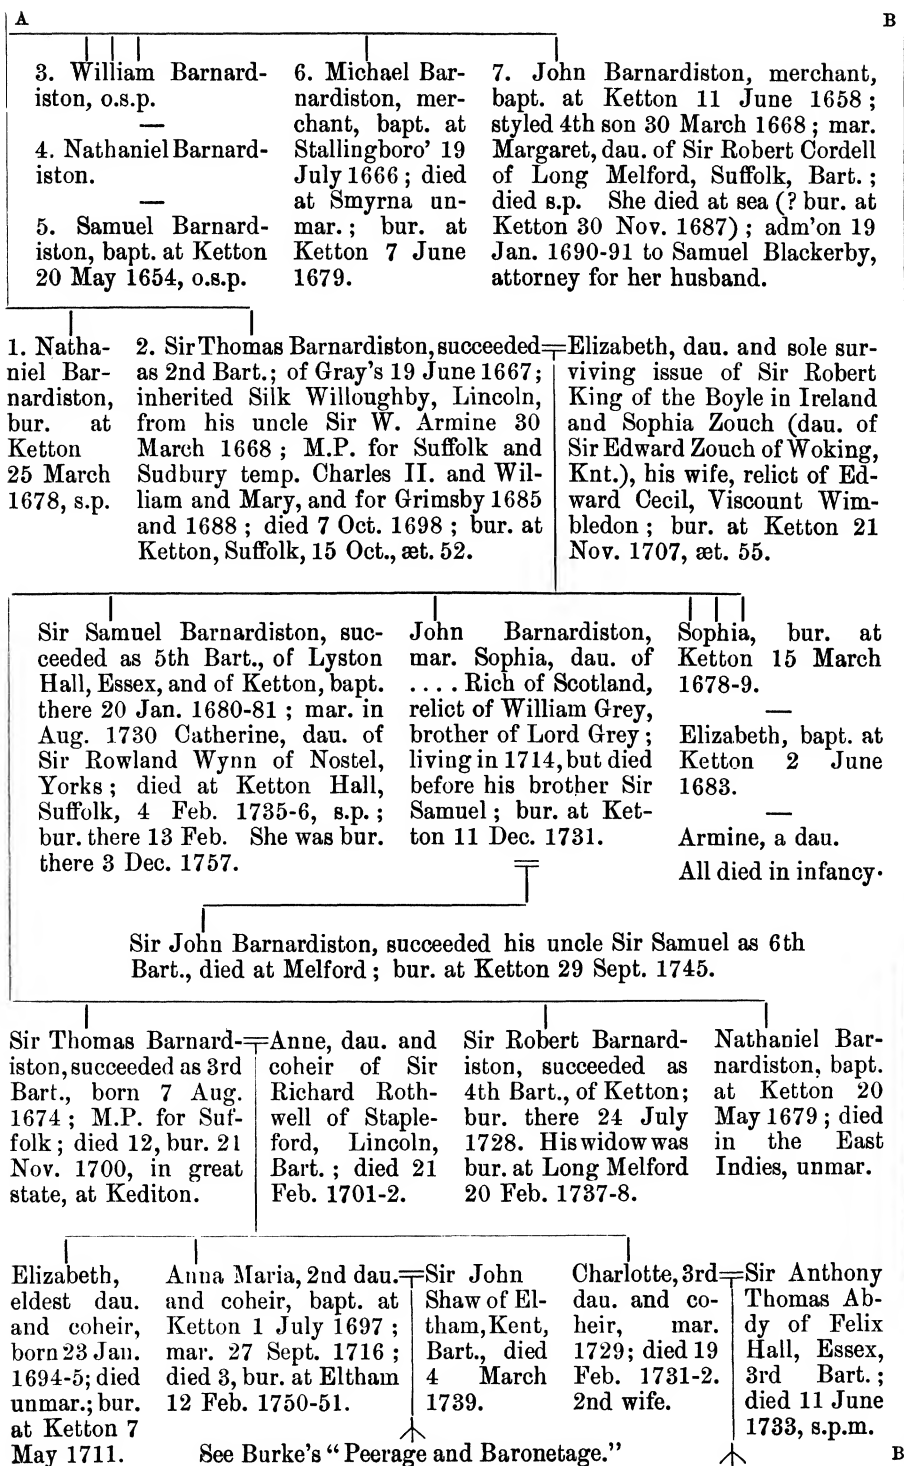 A
B
3. William Barnard-
iston, o.s.p.
—
4. Nathaniel Barnard-
iston.
—
5. Samuel Barnard-
iston, bapt. at Ketton
20 May 1654, o.s.p.
6. Michael Bar-
nardiston, mer-
chant, bapt. at
Stallingboro' 19
July 1666 ; died
at Smyrna un-
mar. ; bur. at
Ketton 7 June
1679.
7. John Barnardiston, merchant,
bapt. at Ketton 11 June 1658 ;
styled 4th son 30 March 1668 ; mar.
Margaret, dau. of Sir Robert Cordell
of Long Melford, Suffolk, Bart. ;
died s.p. She died at sea (? bur. at
Ketton 30 Nov. 1687) ; adm'on 19
Jan. 1690-91 to Samuel Blackerby,
attorney for her husband.
1. Natha-
niel Bar-
nardiston,
bur. at
Ketton
25 March
1678, s.p.
2. Sir Thomas Barnardiston, succeeded
as 2nd Bart.; of Gray's 19 June 1667;
inherited Silk Willoughby, Lincoln,
from his uncle Sir W. Armine 30
March 1668 ; M.P. for Suffolk and
Sudbury temp. Charles II. and Wil-
liam and Mary, and for Grimsby 1685
and 1688 ; died 7 Oct. 1698 ; bur. at
Ketton, Suffolk, 15 Oct., æt. 52.
Elizabeth, dau. and sole sur-
viving issue of Sir Robert
King of the Boyle in Ireland
and Sophia Zouch (dau. of
Sir Edward Zouch of Woking,
Knt.), his wife, relict of Ed-
ward Cecil, Viscount Wim-
bledon ; bur. at Ketton 21
Nov. 1707, æt. 55.
Sir Samuel Barnardiston, suc-
ceeded as 5th Bart., of Lyston
Hall, Essex, and of Ketton, bapt.
there 20 Jan. 1680-81 ; mar. in
Aug. 1730 Catherine, dau. of
Sir Rowland Wynn of Nostel,
Yorks ; died at Ketton Hall,
Suffolk, 4 Feb. 1735-6, s.p. ;
bur. there 13 Feb. She was bur.
there 3 Dec. 1757.
John Barnardiston,
mar. Sophia, dau. of
.... Rich of Scotland,
relict of William Grey,
brother of Lord Grey ;
living in 1714, but died
before his brother Sir
Samuel ; bur. at Ket-
ton 11 Dec. 1731.
Sophia, bur. at
Ketton 15 March
1678-9.
—
Elizabeth, bapt. at
Ketton 2 June
1683.
—
Armine, a dau.
All died in infancy.
Sir John Barnardiston, succeeded his uncle Sir Samuel as 6th
Bart., died at Melford ; bur. at Ketton 29 Sept. 1745.
Sir Thomas Barnard-
iston, succeeded as 3rd
Bart., born 7 Aug.
1674 ; M.P. for Suf-
folk ; died 12, bur. 21
Nov. 1700, in great
state, at Kediton.
Anne, dau. and
coheir of Sir
Richard Roth-
well of Staple-
ford, Lincoln,
Bart. ; died 21
Feb. 1701-2.
Sir Robert Barnard-
iston, succeeded as
4th Bart., of Ketton;
bur. there 24 July
1728. His widow was
bur. at Long Melford
20 Feb. 1737-8.
Nathaniel Bar-
nardiston, bapt.
at Ketton 20
May 1679 ; died
in the East
Indies, unmar.
Elizabeth,
eldest dau.
and coheir,
born 23 Jan.
1694-5; died
unmar.; bur.
at Ketton 7
May 1711.
Anna Maria, 2nd dau.
and coheir, bapt. at
Ketton 1 July 1697 ;
mar. 27 Sept. 1716 ;
died 3, bur. at Eltham
12 Feb. 1750-51.
Sir John
Shaw of El-
tham, Kent,
Bart., died
4 March
1739.
Charlotte, 3rd
dau. and co-
heir, mar.
1729; died 19
Feb. 1731-2.
2nd wife.
Sir Anthony
Thomas Ab-
dy of Felix
Hall, Essex,
3rd Bart. ;
died 11 June
1733, s.p.m.
See Burke's "Peerage and Baronetage."
B